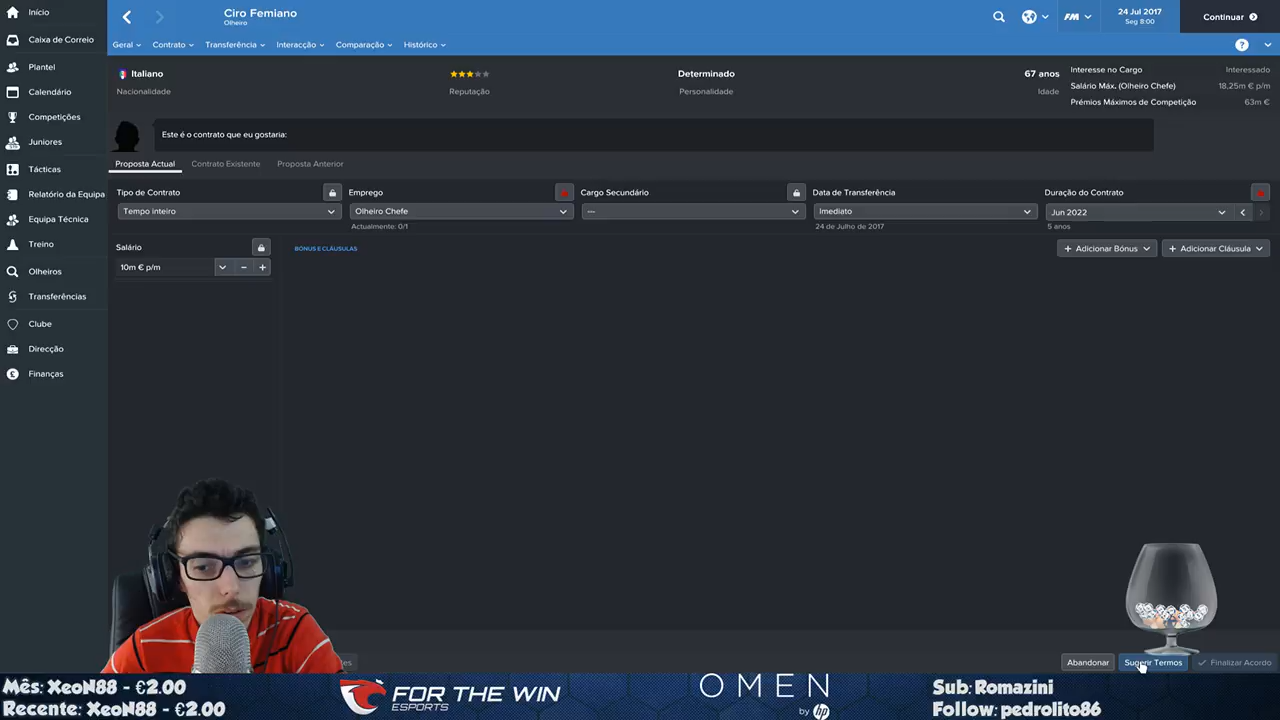 Início
Ciro Femiano
Olheiro
FM
24 Jul 2017
Seg 8:00
Continuar
Caixa de Correio
Geral
Contrato
Transferência
Interacção
Comparação
Histórico
?
Plantel
Calendário
Competições
Juniores
Tácticas
Relatório da Equipa
Equipa Técnica
Treino
Olheiros
Transferências
Clube
Direcção
Finanças
Italiano
Nacionalidade
Reputação
Determinado
Personalidade
67 anos
Idade
Interesse no Cargo Interessado
Salário Máx. (Olheiro Chefe) 18,25m € p/m
Prémios Máximos de Competição 63m €
Este é o contrato que eu gostaria:
Proposta Actual Contrato Existente Proposta Anterior
Tipo de Contrato
Tempo inteiro
Emprego
Olheiro Chefe
Actualmente: 0/1
Cargo Secundário
---
Data de Transferência
Imediato
24 de Julho de 2017
Duração do Contrato
Jun 2022
5 anos
Salário
10m € p/m
BÓNUS E CLÁUSULAS
+ Adicionar Bónus
+ Adicionar Cláusula
Abandonar
Sugerir Termos
Finalizar Acordo
Mês: XeoN88 - €2.00
Recente: XeoN88 - €2.00
FOR THE WIN
ESPORTS
OMEN
by hp
Sub: Romazini
Follow: pedrolito86